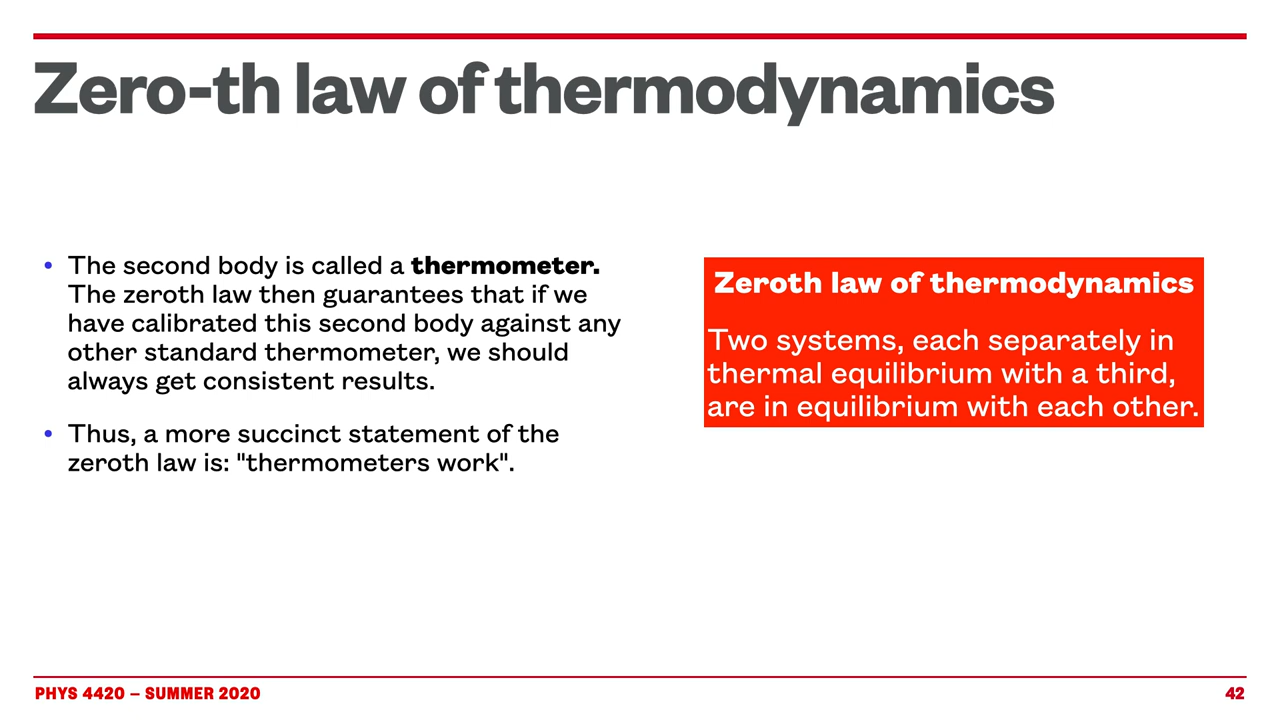 Zero-th law of thermodynamics
• The second body is called a thermometer.
The zeroth law then guarantees that if we
have calibrated this second body against any
other standard thermometer, we should
always get consistent results.
• Thus, a more succinct statement of the
zeroth law is: "thermometers work".
Zeroth law of thermodynamics
Two systems, each separately in
thermal equilibrium with a third,
are in equilibrium with each other.
PHYS 4420 – SUMMER 2020
42